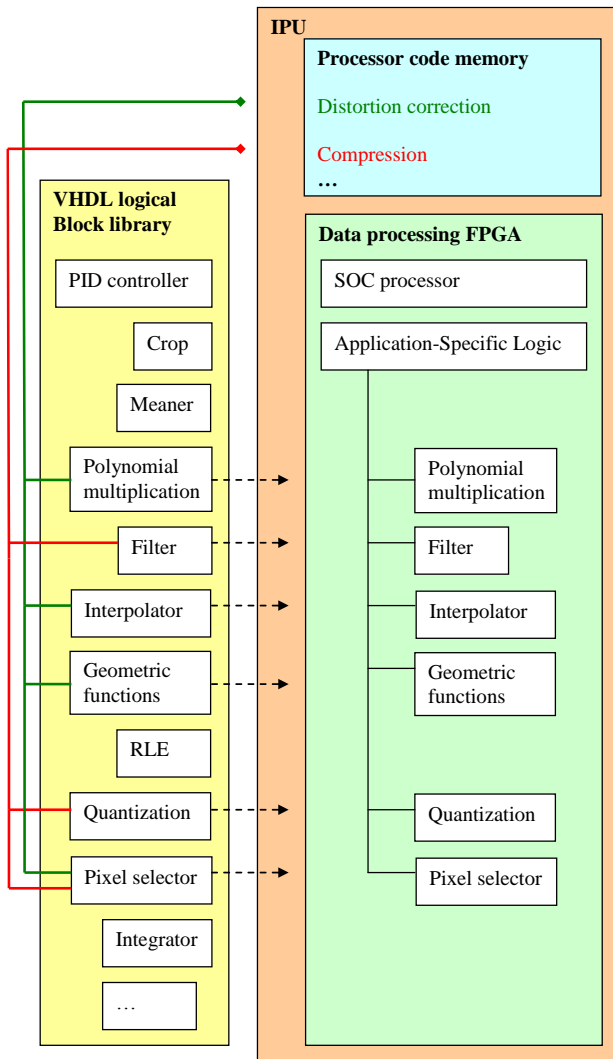 IPU
Processor code memory
Distortion correction
Compression
...
VHDL logical
Block library
PID controller
Crop
Meaner
Polynomial
multiplication
Filter
Interpolator
Geometric
functions
RLE
Quantization
Pixel selector
Integrator
...
Data processing FPGA
SOC processor
Application-Specific Logic
Polynomial
multiplication
Filter
Interpolator
Geometric
functions
Quantization
Pixel selector